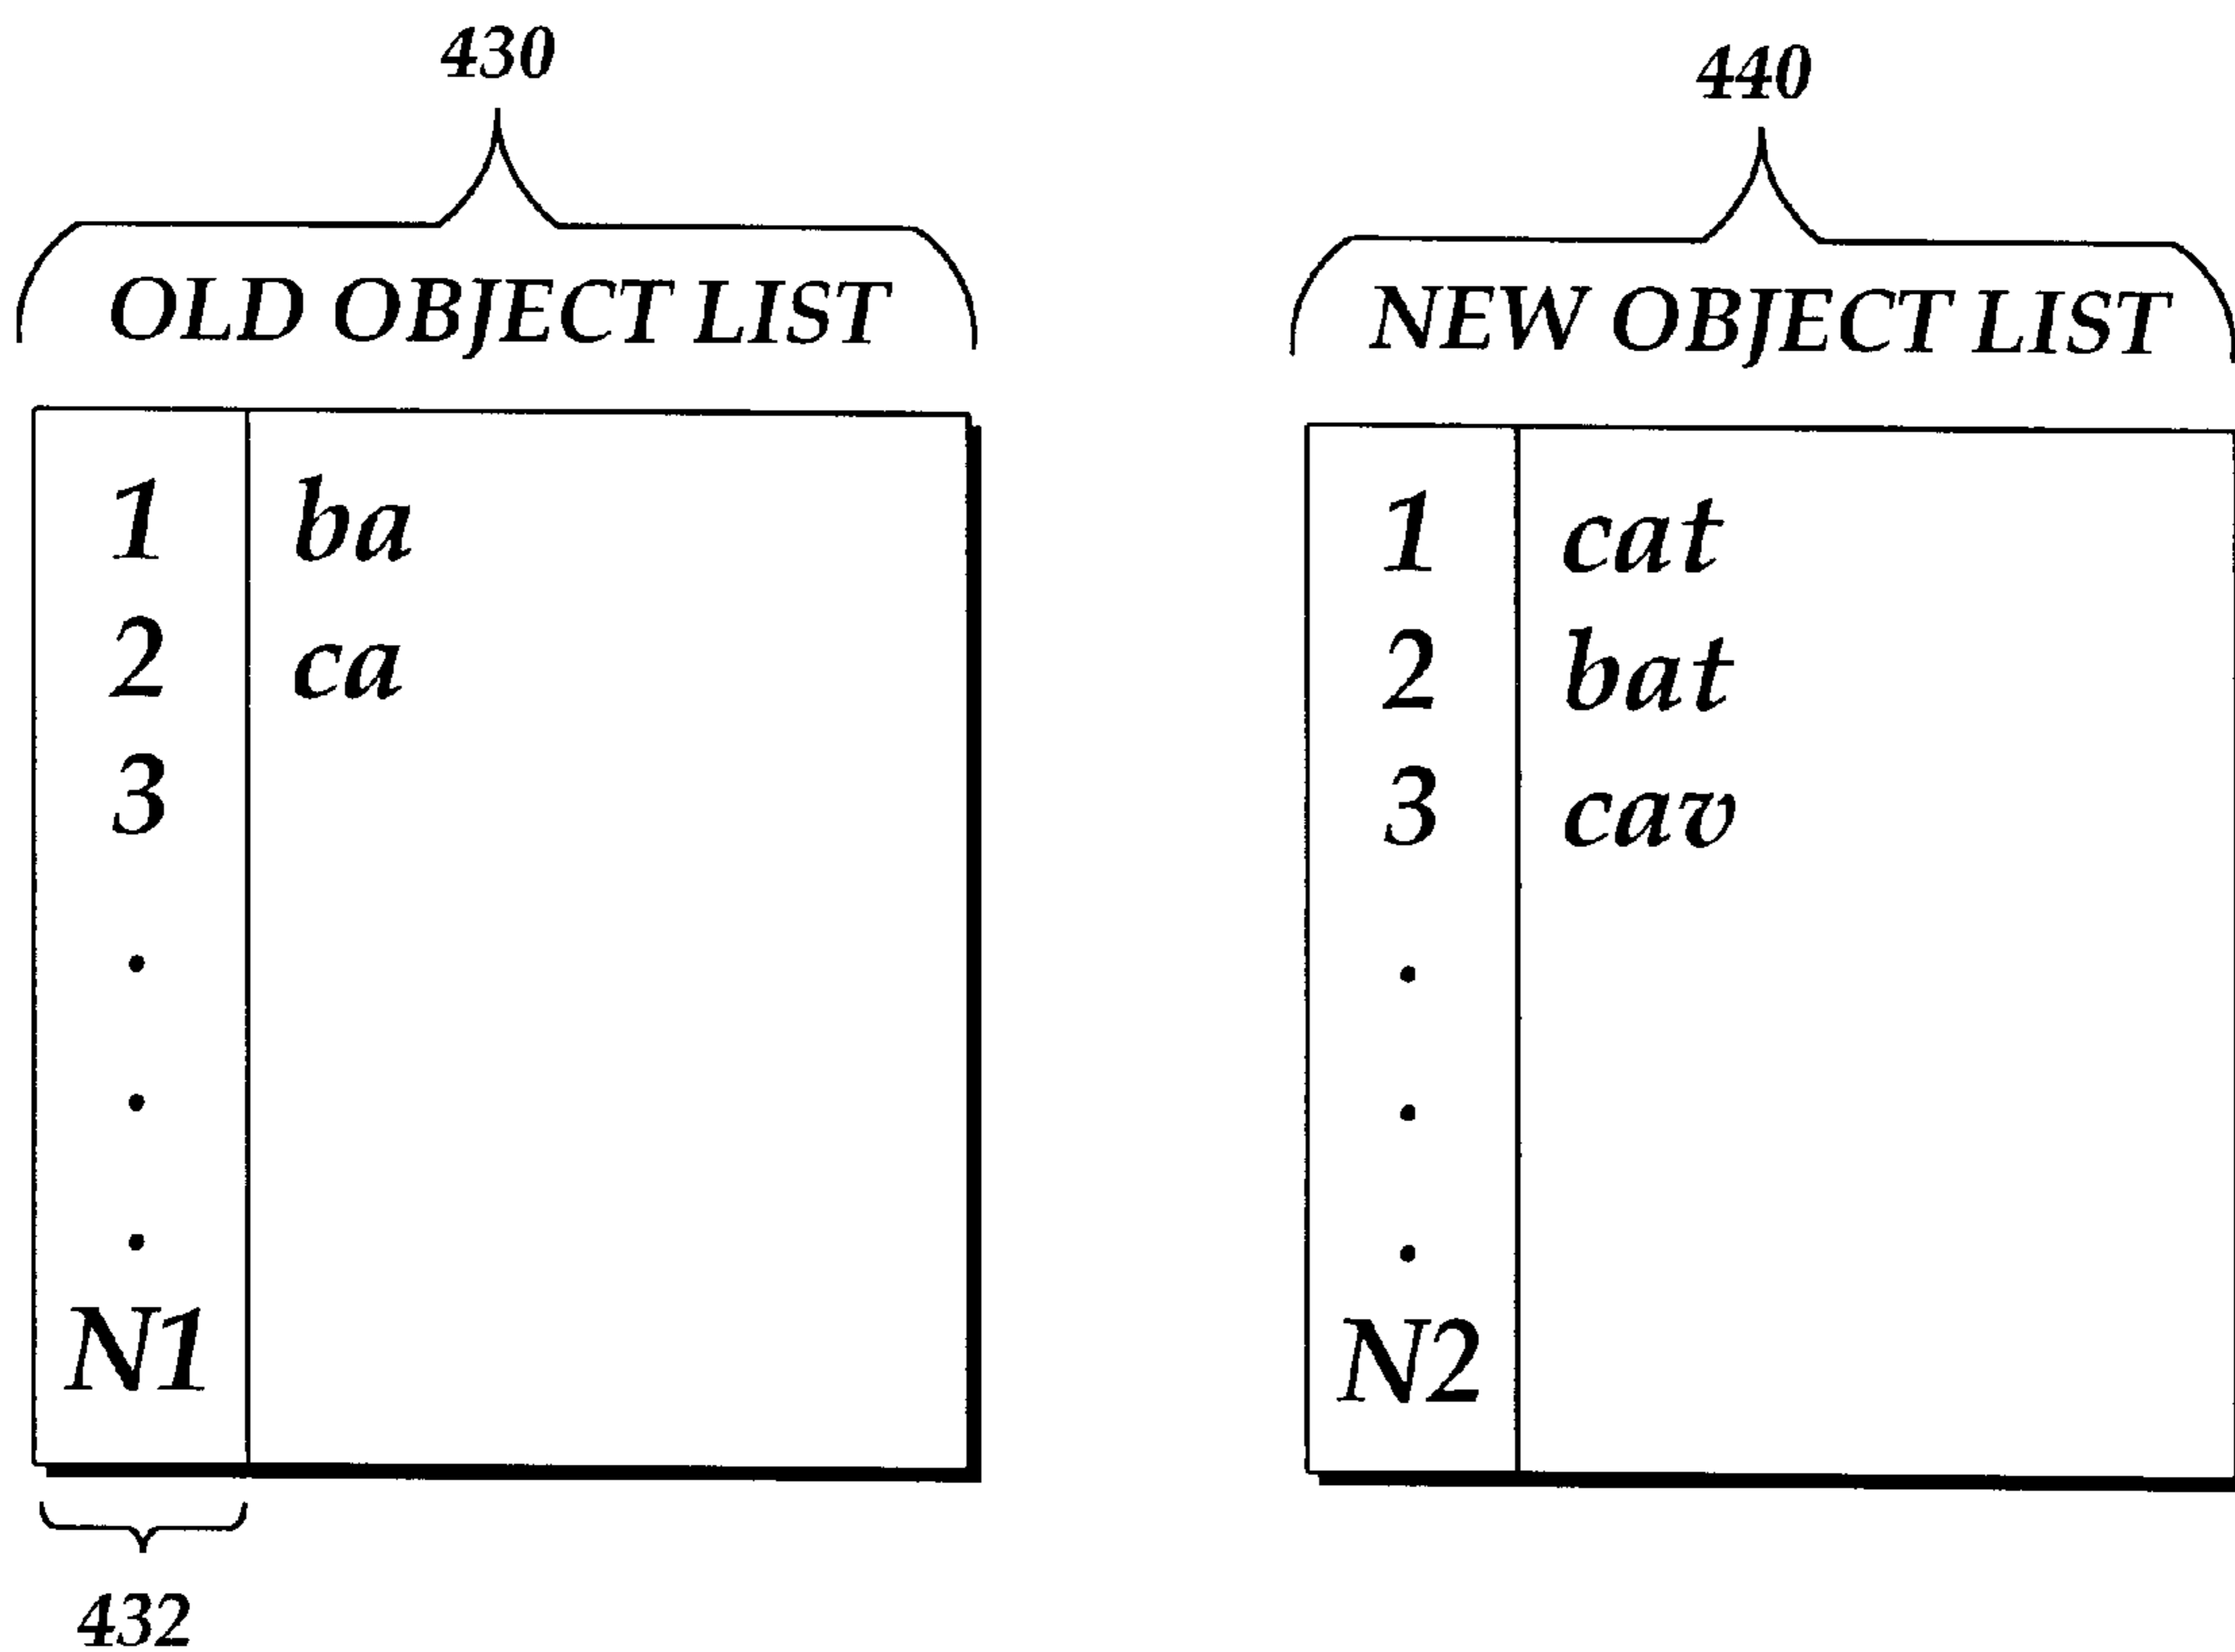 430
OLD OBJECT LIST
1 ba
2 ca
3
.
.
.
N1
432
440
NEW OBJECT LIST
1 cat
2 bat
3 cav
.
.
.
N2